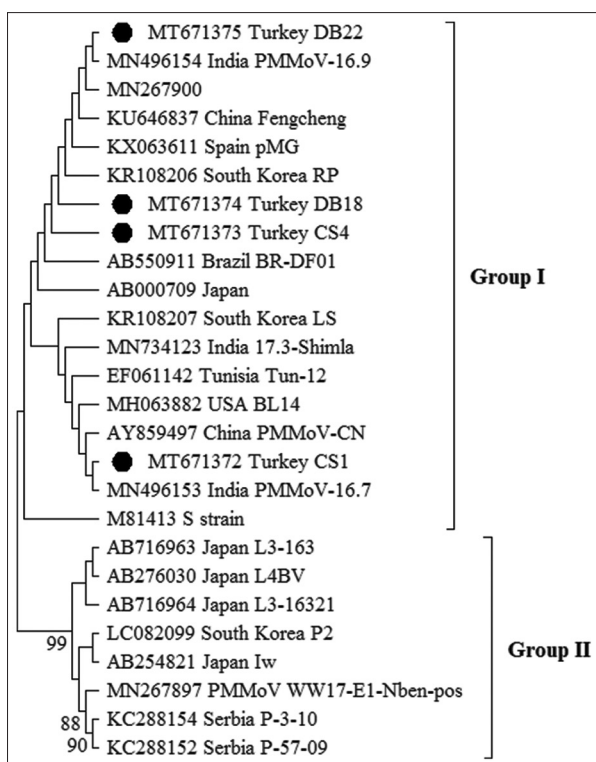 MT671375 Turkey DB22
MN496154 India PMMoV-16.9
MN267900
KU646837 China Fengcheng
KX063611 Spain pMG
KR108206 South Korea RP
MT671374 Turkey DB18
MT671373 Turkey CS4
AB550911 Brazil BR-DF01
AB000709 Japan
Group I
KR108207 South Korea LS
MN734123 India 17.3-Shimla
EF061142 Tunisia Tun-12
MH063882 USA BL14
AY859497 China PMMoV-CN
MT671372 Turkey CS1
MN496153 India PMMoV-16.7
M81413 S strain
AB716963 Japan L3-163
AB276030 Japan L4BV
AB716964 Japan L3-16321
LC082099 South Korea P2
99
Group II
AB254821 Japan Iw
MN267897 PMMoV WW17-E1-Nben-pos
88
KC288154 Serbia P-3-10
90
KC288152 Serbia P-57-09